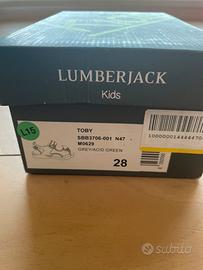 LUMBERJACK
Kids
L15
TOBY
SBB3706-001 N47
M0629
GREY/ACID GREEN
28
subito